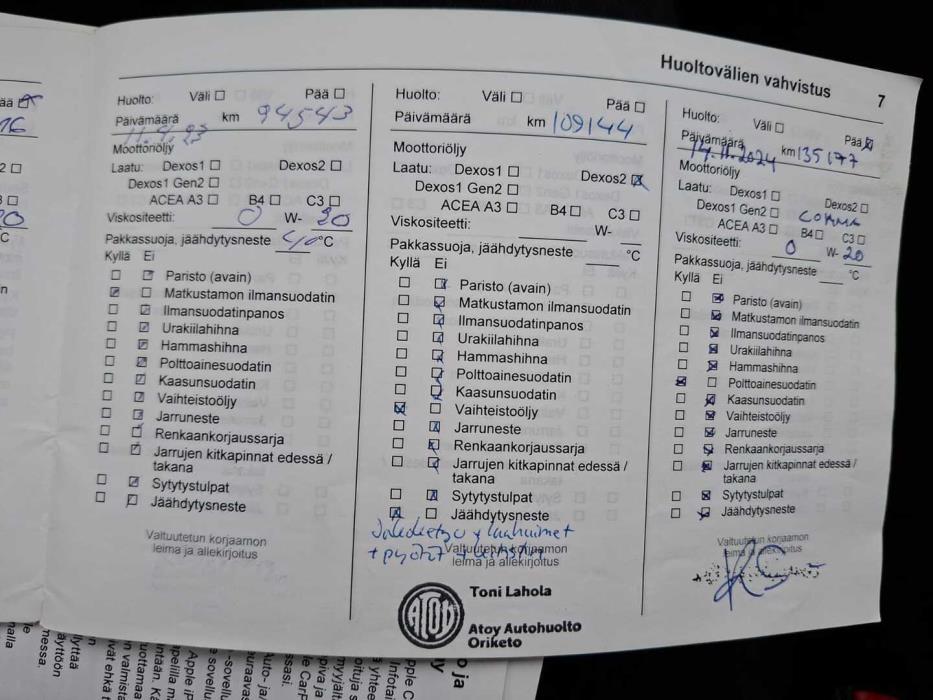 Huoltovälien vahvistus
7
Huolto: Väli ☐ Pää ☐
Päivämäärä km 94543
Moottoriöljy
Laatu: Dexos1 ☐ Dexos2 ☐
Dexos1 Gen2 ☐
ACEA A3 ☐ B4 ☐ C3 ☐
Viskositeetti: 0 W-
Pakkassuoja, jäähdytysneste °C
Kyllä Ei
☐ ☑ Paristo (avain)
☑ ☐ Matkustamon ilmansuodatin
☐ ☑ Ilmansuodatinpanos
☐ ☑ Urakiilahihna
☐ ☑ Hammashihna
☐ ☑ Polttoainesuodatin
☐ ☑ Kaasunsuodatin
☐ ☑ Vaihteistoöljy
☐ ☑ Jarruneste
☐ ☑ Renkaankorjaussarja
☐ ☑ Jarrujen kitkapinnat edessä /
takana
☐ ☑ Sytytystulpat
☐ ☑ Jäähdytysneste
Valtuutetun korjaamon
leima ja allekirjoitus
Huolto: Väli ☐ Pää ☐
Päivämäärä km 109144
Moottoriöljy
Laatu: Dexos1 ☐ Dexos2 ☒
Dexos1 Gen2 ☐
ACEA A3 ☐ B4 ☐ C3 ☐
Viskositeetti: W-
Pakkassuoja, jäähdytysneste °C
Kyllä Ei
☐ ☑ Paristo (avain)
☐ ☑ Matkustamon ilmansuodatin
☐ ☑ Ilmansuodatinpanos
☐ ☑ Urakiilahihna
☐ ☑ Hammashihna
☐ ☑ Polttoainesuodatin
☐ ☑ Kaasunsuodatin
☒ ☐ Vaihteistoöljy
☐ ☑ Jarruneste
☐ ☑ Renkaankorjaussarja
☐ ☑ Jarrujen kitkapinnat edessä /
takana
☐ ☒ Sytytystulpat
☒ ☐ Jäähdytysneste
Valtuutetun korjaamon
leima ja allekirjoitus
ATOY
Toni Lahola
Atoy Autohuolto
Oriketo
Huolto: Väli ☐ Pää ☒
Päivämäärä 14.11.2024 km 135177
Moottoriöljy
Laatu: Dexos1 ☐ Dexos2 ☐
Dexos1 Gen2 ☐ COMMA
ACEA A3 ☐ B4 ☐ C3 ☐
Viskositeetti: 0 W- 20
Pakkassuoja, jäähdytysneste °C
Kyllä Ei
☐ ☒ Paristo (avain)
☐ ☒ Matkustamon ilmansuodatin
☐ ☒ Ilmansuodatinpanos
☐ ☒ Urakiilahihna
☐ ☒ Hammashihna
☒ ☐ Polttoainesuodatin
☐ ☒ Kaasunsuodatin
☐ ☒ Vaihteistoöljy
☐ ☒ Jarruneste
☐ ☒ Renkaankorjaussarja
☐ ☒ Jarrujen kitkapinnat edessä /
takana
☐ ☒ Sytytystulpat
☐ ☒ Jäähdytysneste
Valtuutetun korjaamon
leima ja allekirjoitus